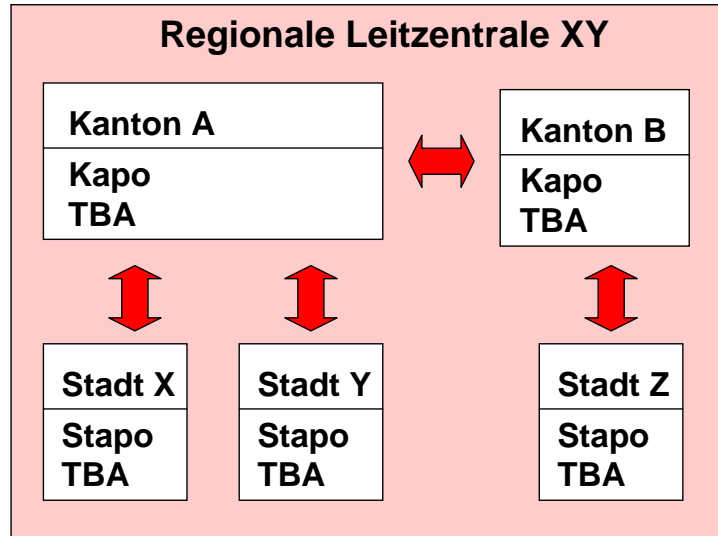 Regionale Leitzentrale XY
Kanton A
Kapo
TBA
Kanton B
Kapo
TBA
Stadt X
Stapo
TBA
Stadt Y
Stapo
TBA
Stadt Z
Stapo
TBA